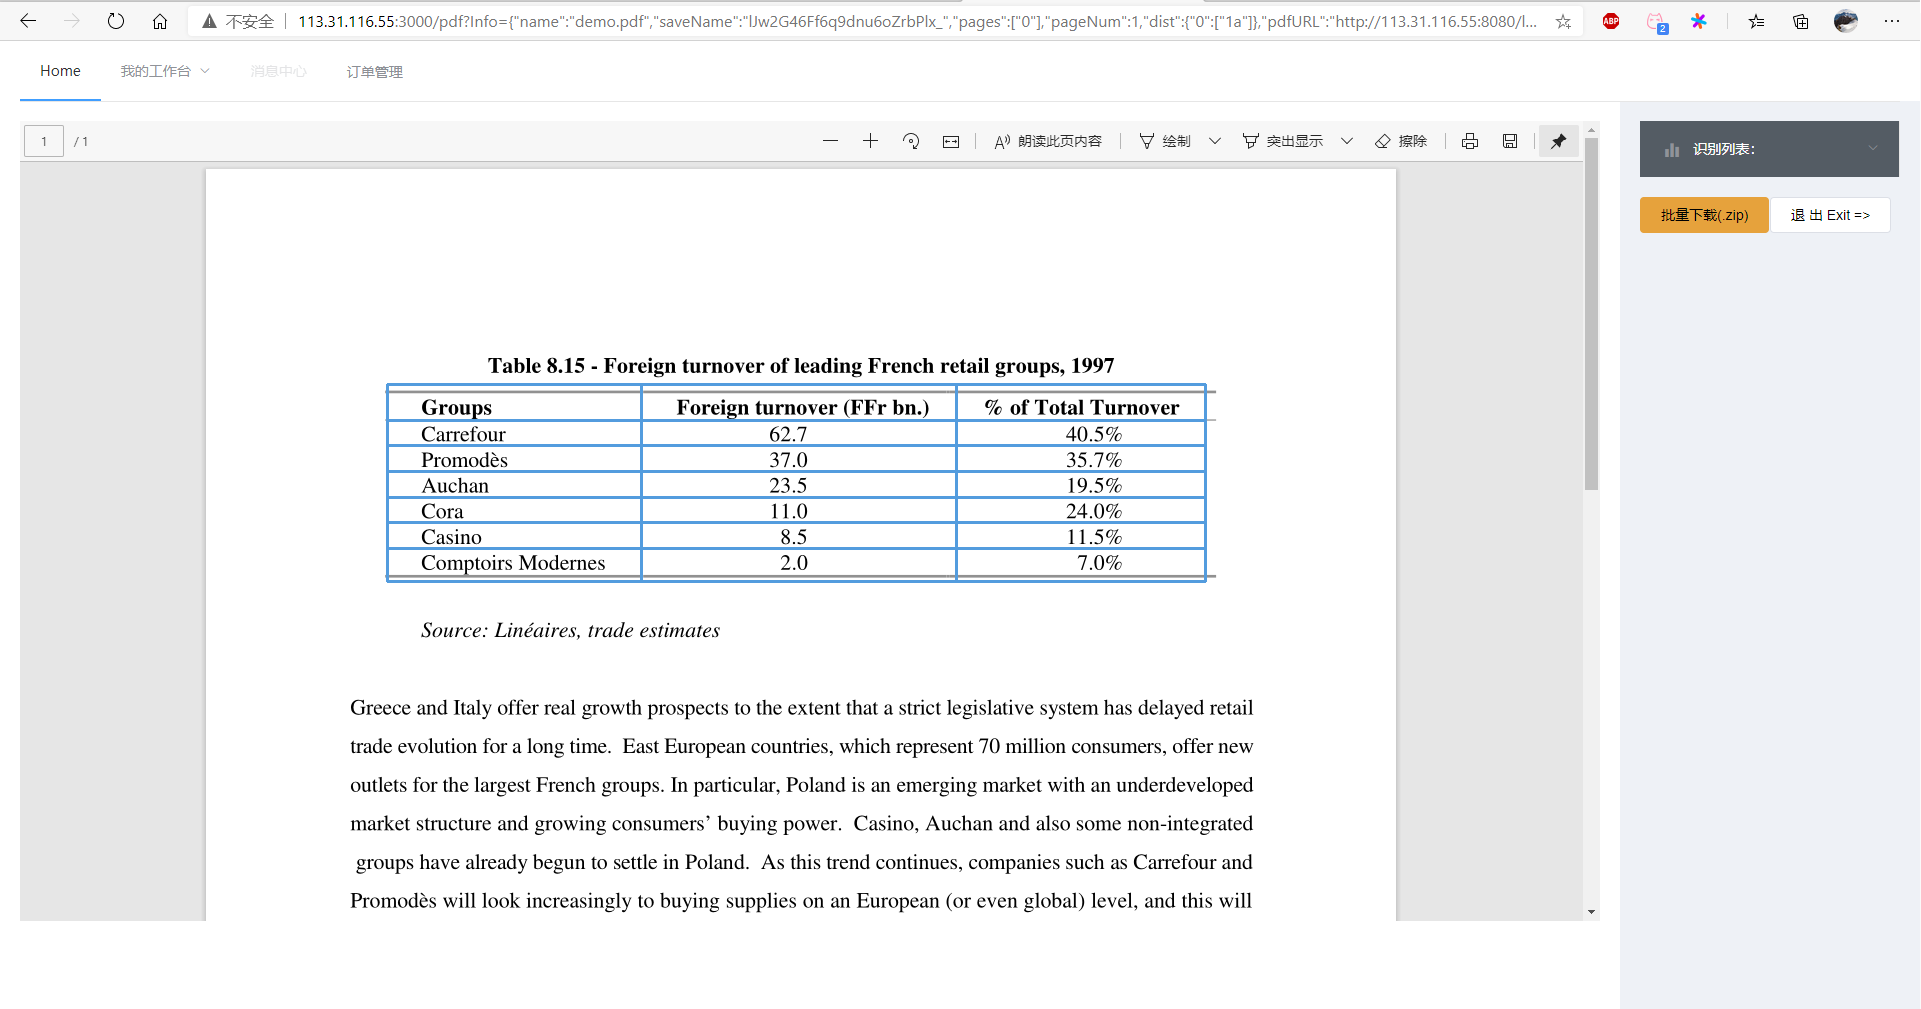 不安全 113.31.116.55:3000/pdf?Info={"name":"demo.pdf","saveName":"lJw2G46Ff6q9dnu6oZrbPlx_","pages":["0"],"pageNum":1,"dist":{"0":["1a"]},"pdfURL":"http://113.31.116.55:8080/l...
ABP 2
Home 我的工作台 消息中心 订单管理
1 / 1 朗读此页内容 绘制 突出显示 擦除
识别列表:
批量下载(.zip) 退 出 Exit =>
Table 8.15 - Foreign turnover of leading French retail groups, 1997
Groups Foreign turnover (FFr bn.) % of Total Turnover
Carrefour 62.7 40.5%
Promodès 37.0 35.7%
Auchan 23.5 19.5%
Cora 11.0 24.0%
Casino 8.5 11.5%
Comptoirs Modernes 2.0 7.0%
Source: Linéaires, trade estimates
Greece and Italy offer real growth prospects to the extent that a strict legislative system has delayed retail
trade evolution for a long time. East European countries, which represent 70 million consumers, offer new
outlets for the largest French groups. In particular, Poland is an emerging market with an underdeveloped
market structure and growing consumers’ buying power. Casino, Auchan and also some non-integrated
groups have already begun to settle in Poland. As this trend continues, companies such as Carrefour and
Promodès will look increasingly to buying supplies on an European (or even global) level, and this will